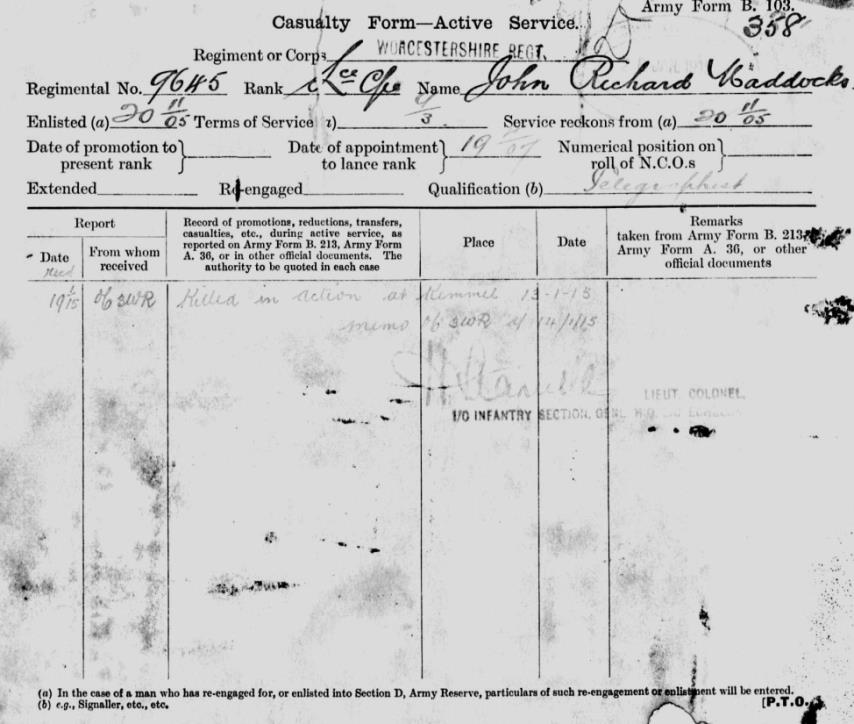 Army Form B. 103.
Casualty Form—Active Service.
358
Regiment or Corps WORCESTERSHIRE REGT.
Regimental No. 9645 Rank Lce Cpl Name John Richard Maddocks
Enlisted (a) 20 11/05 Terms of Service (a) 9/3 Service reckons from (a) 20 11/05
Date of promotion to present rank
Date of appointment to lance rank 19 /07
Numerical position on roll of N.C.Os
Extended Re-engaged Qualification (b) Telegraphist
Report
Date
From whom received
Record of promotions, reductions, transfers, casualties, etc., during active service, as reported on Army Form B. 213, Army Form A. 36, or in other official documents. The authority to be quoted in each case
Place
Date
Remarks taken from Army Form B. 213, Army Form A. 36, or other official documents
Recd
19 1/15 Of 3WR Killed in action at Kemmel 13-1-15
memo Of 3WR d/ 14/1/15
LIEUT COLONEL,
I/C INFANTRY SECTION,
(a) In the case of a man who has re-engaged for, or enlisted into Section D, Army Reserve, particulars of such re-engagement or enlistment will be entered.
(b) e.g., Signaller, etc., etc.
[P.T.O.